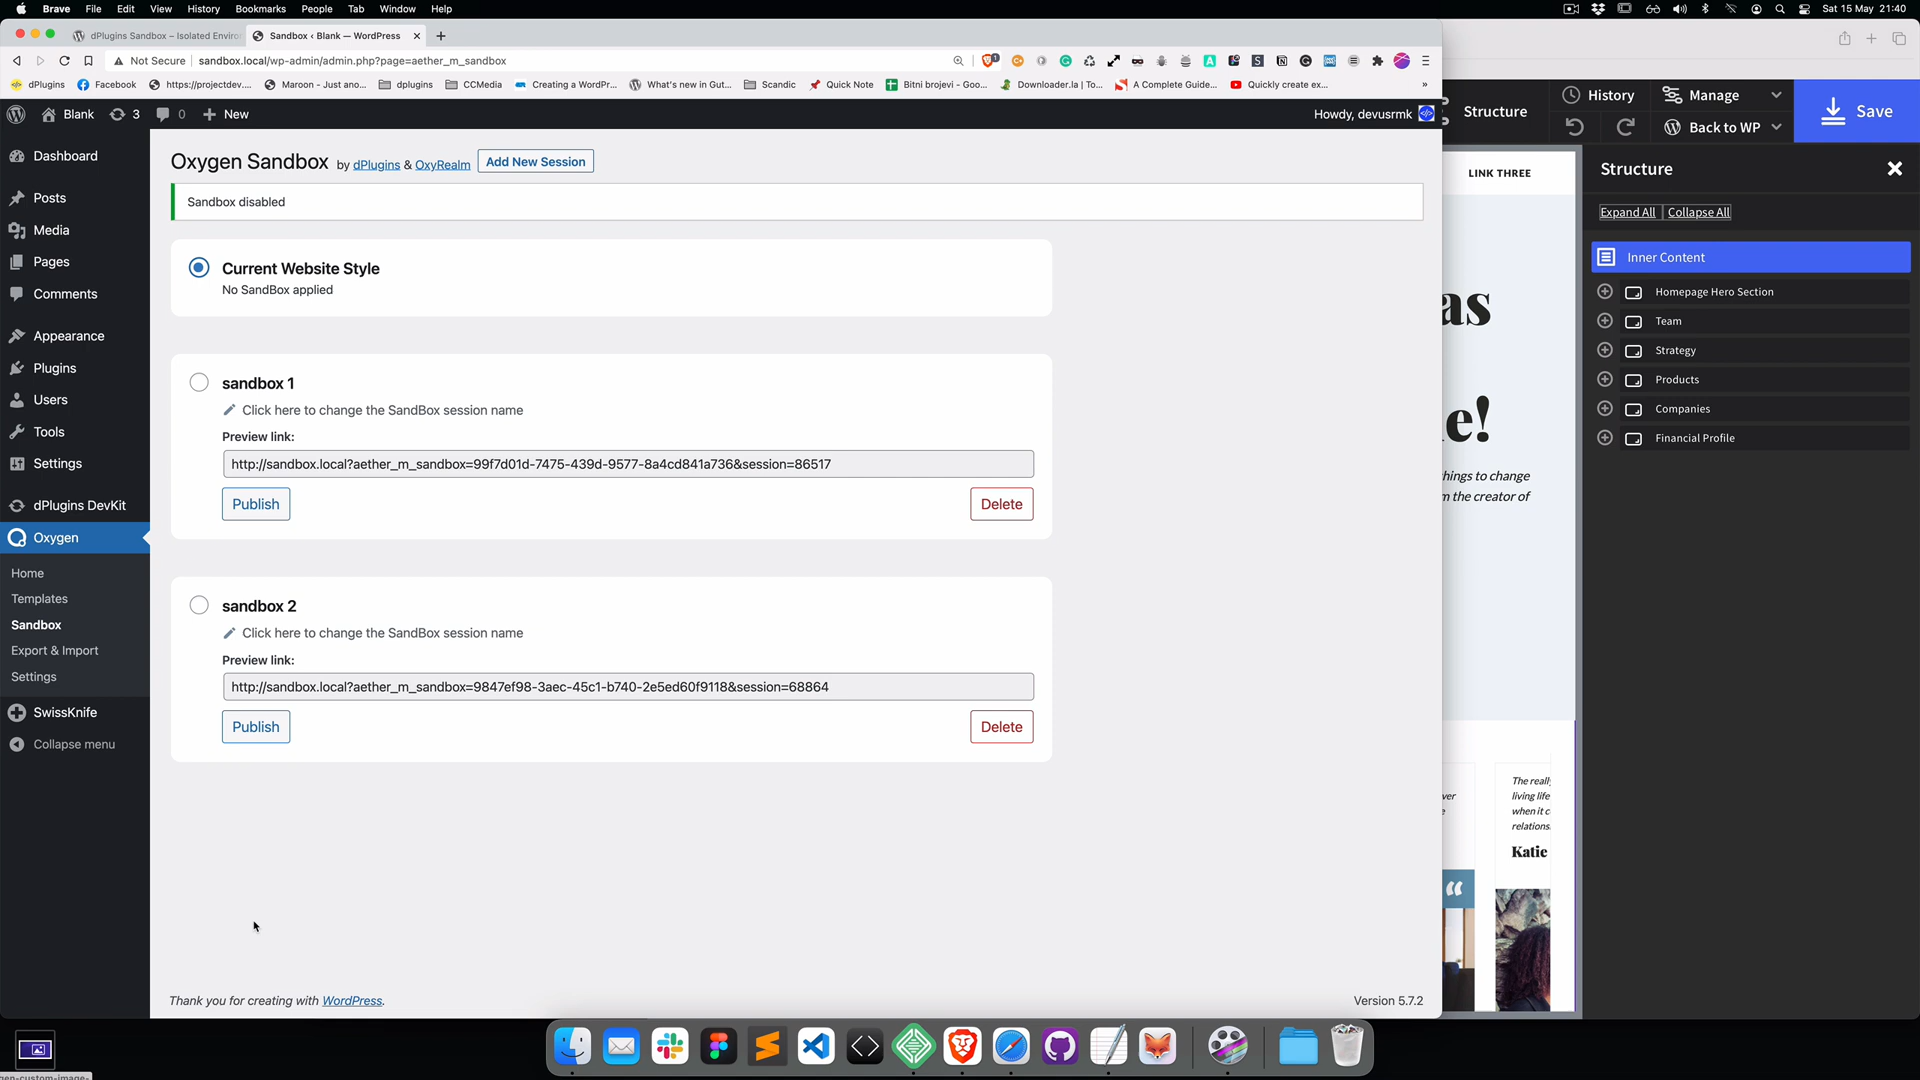 Brave File Edit View History Bookmarks People Tab Window Help
Sat 15 May 21:40
dPlugins Sandbox – Isolated Enviro
Sandbox ‹ Blank — WordPress
Not Secure
sandbox.local/wp-admin/admin.php?page=aether_m_sandbox
dPlugins
Facebook
https://projectdev....
Maroon - Just ano...
dplugins
CCMedia
Creating a WordPr...
What's new in Gut...
Scandic
Quick Note
Bitni brojevi - Goo...
Downloader.la | To...
A Complete Guide...
Quickly create ex...
»
Blank
3
0
New
Howdy, devusrmk
Dashboard
Posts
Media
Pages
Comments
Appearance
Plugins
Users
Tools
Settings
dPlugins DevKit
Oxygen
Home
Templates
Sandbox
Export & Import
Settings
SwissKnife
Collapse menu
Oxygen Sandbox by dPlugins & OxyRealm
Add New Session
Sandbox disabled
Current Website Style
No SandBox applied
sandbox 1
Click here to change the SandBox session name
Preview link:
http://sandbox.local?aether_m_sandbox=99f7d01d-7475-439d-9577-8a4cd841a736&session=86517
Publish
Delete
sandbox 2
Click here to change the SandBox session name
Preview link:
http://sandbox.local?aether_m_sandbox=9847ef98-3aec-45c1-b740-2e5ed60f9118&session=68864
Publish
Delete
Thank you for creating with WordPress.
Version 5.7.2
Structure
History
Manage
Back to WP
Save
LINK THREE
as
e!
hings to change
m the creator of
ver
e
The reall
living life
when it c
relations
Katie
Structure
Expand All
Collapse All
Inner Content
Homepage Hero Section
Team
Strategy
Products
Companies
Financial Profile